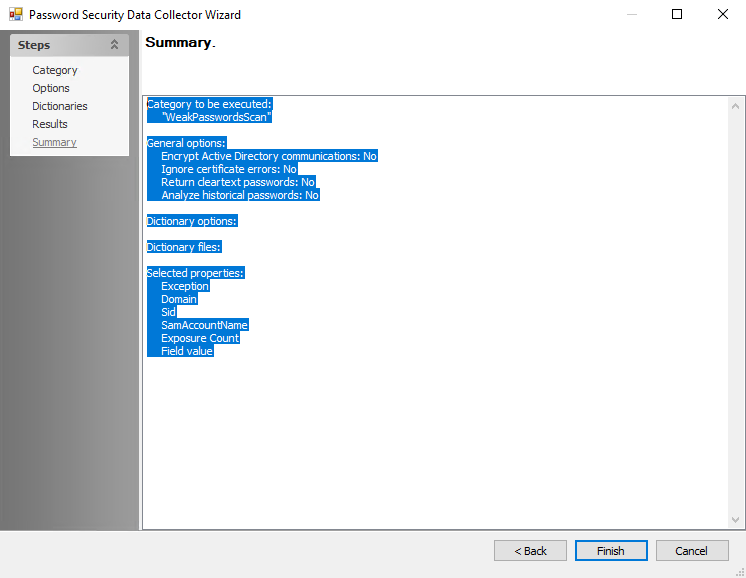 Password Security Data Collector Wizard
Steps
Category
Options
Dictionaries
Results
Summary
Summary.
Category to be executed:
"WeakPasswordsScan"
General options:
Encrypt Active Directory communications: No
Ignore certificate errors: No
Return cleartext passwords: No
Analyze historical passwords: No
Dictionary options:
Dictionary files:
Selected properties:
Exception
Domain
Sid
SamAccountName
Exposure Count
Field value
< Back
Finish
Cancel